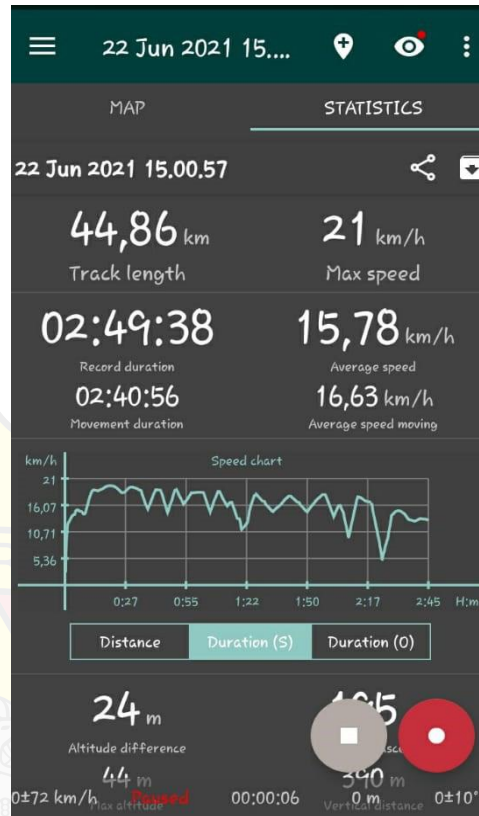 22 Jun 2021 15....
MAP STATISTICS
22 Jun 2021 15.00.57
44,86 km 21 km/h
Track length Max speed
02:49:38 15,78 km/h
Record duration Average speed
02:40:56 16,63 km/h
Movement duration Average speed moving
km/h Speed chart
21
16,07
10,71
5,36
0:27 0:55 1:22 1:50 2:17 2:45 H:m
Distance Duration (S) Duration (O)
24 m
Altitude difference
44 m 390 m
Max altitude Vertical distance
0±72 km/h Paused 00:00:06 0 m 0±10°